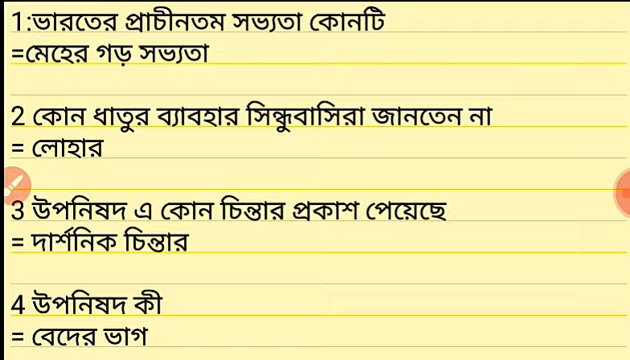 1:ভারতের প্রাচীনতম সভ্যতা কোনটি
=মেহের গড় সভ্যতা
2 কোন ধাতুর ব্যাবহার সিন্ধুবাসিরা জানতেন না
= লোহার
3 উপনিষদ এ কোন চিন্তার প্রকাশ পেয়েছে
= দার্শনিক চিন্তার
4 উপনিষদ কী
= বেদের ভাগ